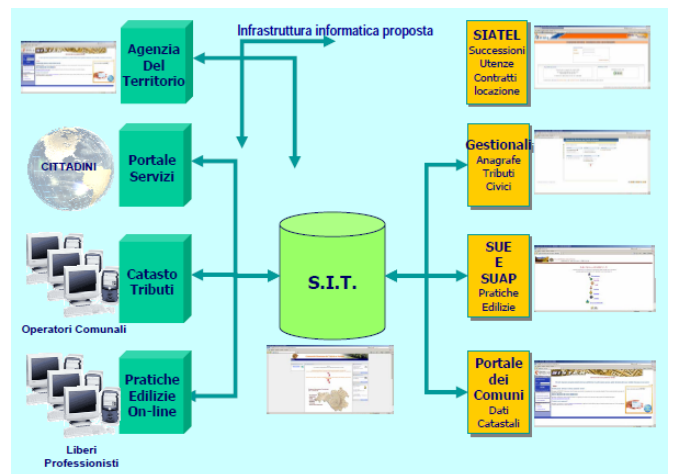 Infrastruttura informatica proposta
Agenzia
Del
Territorio
CITTADINI
Portale
Servizi
Catasto
Tributi
Operatori Comunali
Pratiche
Edilizie
On-line
Liberi
Professionisti
S.I.T.
SIATEL
Successioni
Utenze
Contratti
locazione
Gestionali
Anagrafe
Tributi
Civici
SUE
E
SUAP
Pratiche
Edilizie
Portale
dei
Comuni
Dati
Catastali